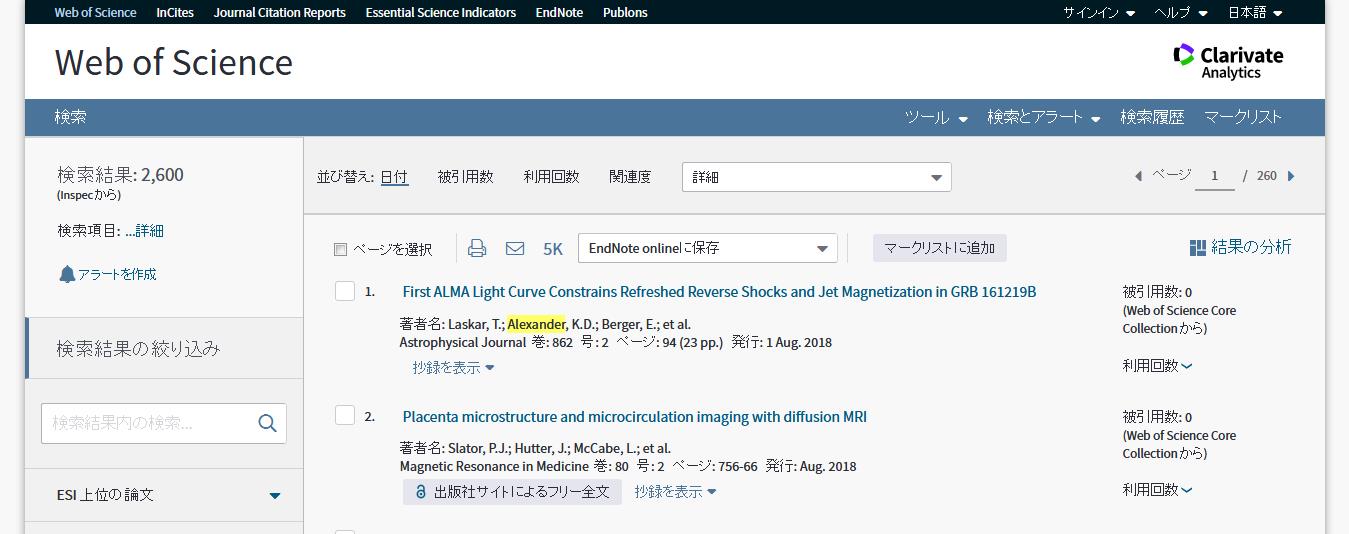 Web of Science InCites Journal Citation Reports Essential Science Indicators EndNote Publons サインイン ヘルプ 日本語
Web of Science
Clarivate
Analytics
検索 ツール 検索とアラート 検索履歴 マークリスト
検索結果: 2,600
(Inspecから)
検索項目: ...詳細
アラートを作成
検索結果の絞り込み
検索結果内の検索...
ESI 上位の論文
並び替え: 日付 被引用数 利用回数 関連度 詳細 ページ 1 / 260
ページを選択 5K EndNote onlineに保存 マークリストに追加 結果の分析
1. First ALMA Light Curve Constrains Refreshed Reverse Shocks and Jet Magnetization in GRB 161219B
著者名: Laskar, T.; Alexander, K.D.; Berger, E.; et al.
Astrophysical Journal 巻: 862 号: 2 ページ: 94 (23 pp.) 発行: 1 Aug. 2018
抄録を表示
被引用数: 0
(Web of Science Core
Collectionから)
利用回数
2. Placenta microstructure and microcirculation imaging with diffusion MRI
著者名: Slator, P.J.; Hutter, J.; McCabe, L.; et al.
Magnetic Resonance in Medicine 巻: 80 号: 2 ページ: 756-66 発行: Aug. 2018
出版社サイトによるフリー全文 抄録を表示
被引用数: 0
(Web of Science Core
Collectionから)
利用回数